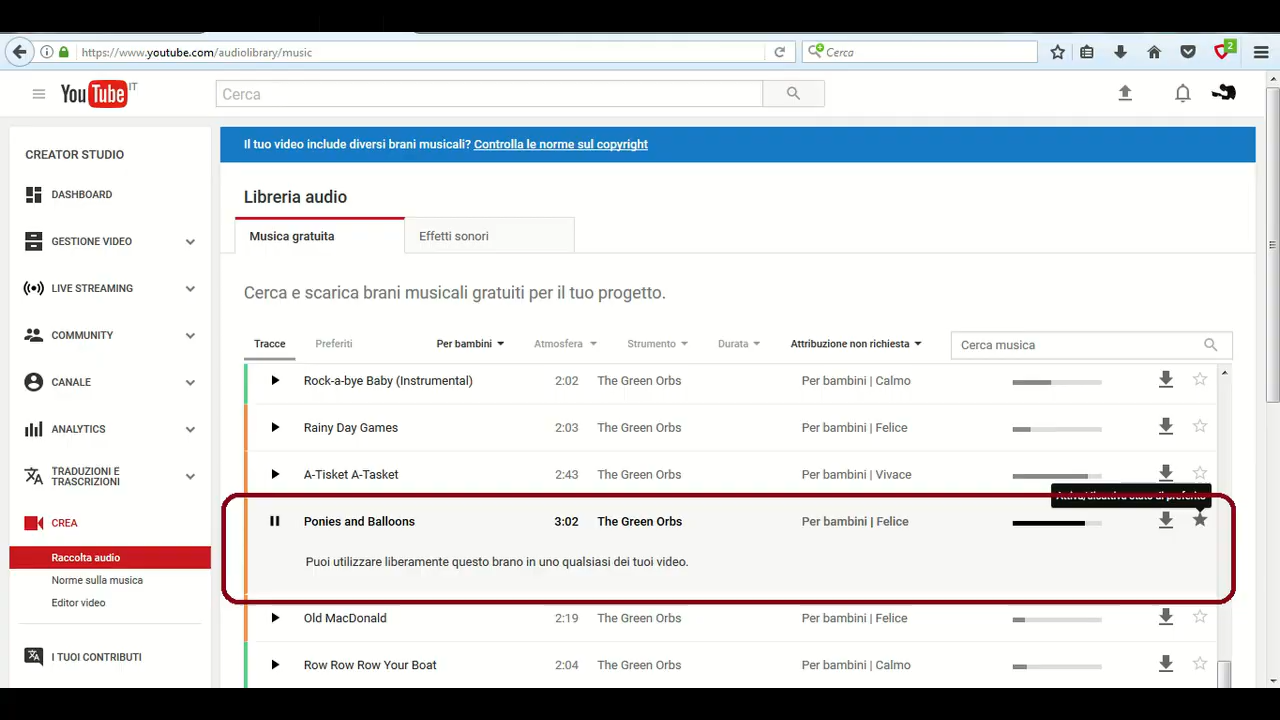 https://www.youtube.com/audiolibrary/music
Cerca
2
YouTube IT
Cerca
CREATOR STUDIO
DASHBOARD
GESTIONE VIDEO
LIVE STREAMING
COMMUNITY
CANALE
ANALYTICS
TRADUZIONI E
TRASCRIZIONI
CREA
Raccolta audio
Norme sulla musica
Editor video
I TUOI CONTRIBUTI
Il tuo video include diversi brani musicali? Controlla le norme sul copyright
Libreria audio
Musica gratuita
Effetti sonori
Cerca e scarica brani musicali gratuiti per il tuo progetto.
Tracce Preferiti Per bambini Atmosfera Strumento Durata Attribuzione non richiesta Cerca musica
Rock-a-bye Baby (Instrumental) 2:02 The Green Orbs Per bambini | Calmo
Rainy Day Games 2:03 The Green Orbs Per bambini | Felice
A-Tisket A-Tasket 2:43 The Green Orbs Per bambini | Vivace
Attiva/disattiva stato di preferito
Ponies and Balloons 3:02 The Green Orbs Per bambini | Felice
Puoi utilizzare liberamente questo brano in uno qualsiasi dei tuoi video.
Old MacDonald 2:19 The Green Orbs Per bambini | Felice
Row Row Row Your Boat 2:04 The Green Orbs Per bambini | Calmo